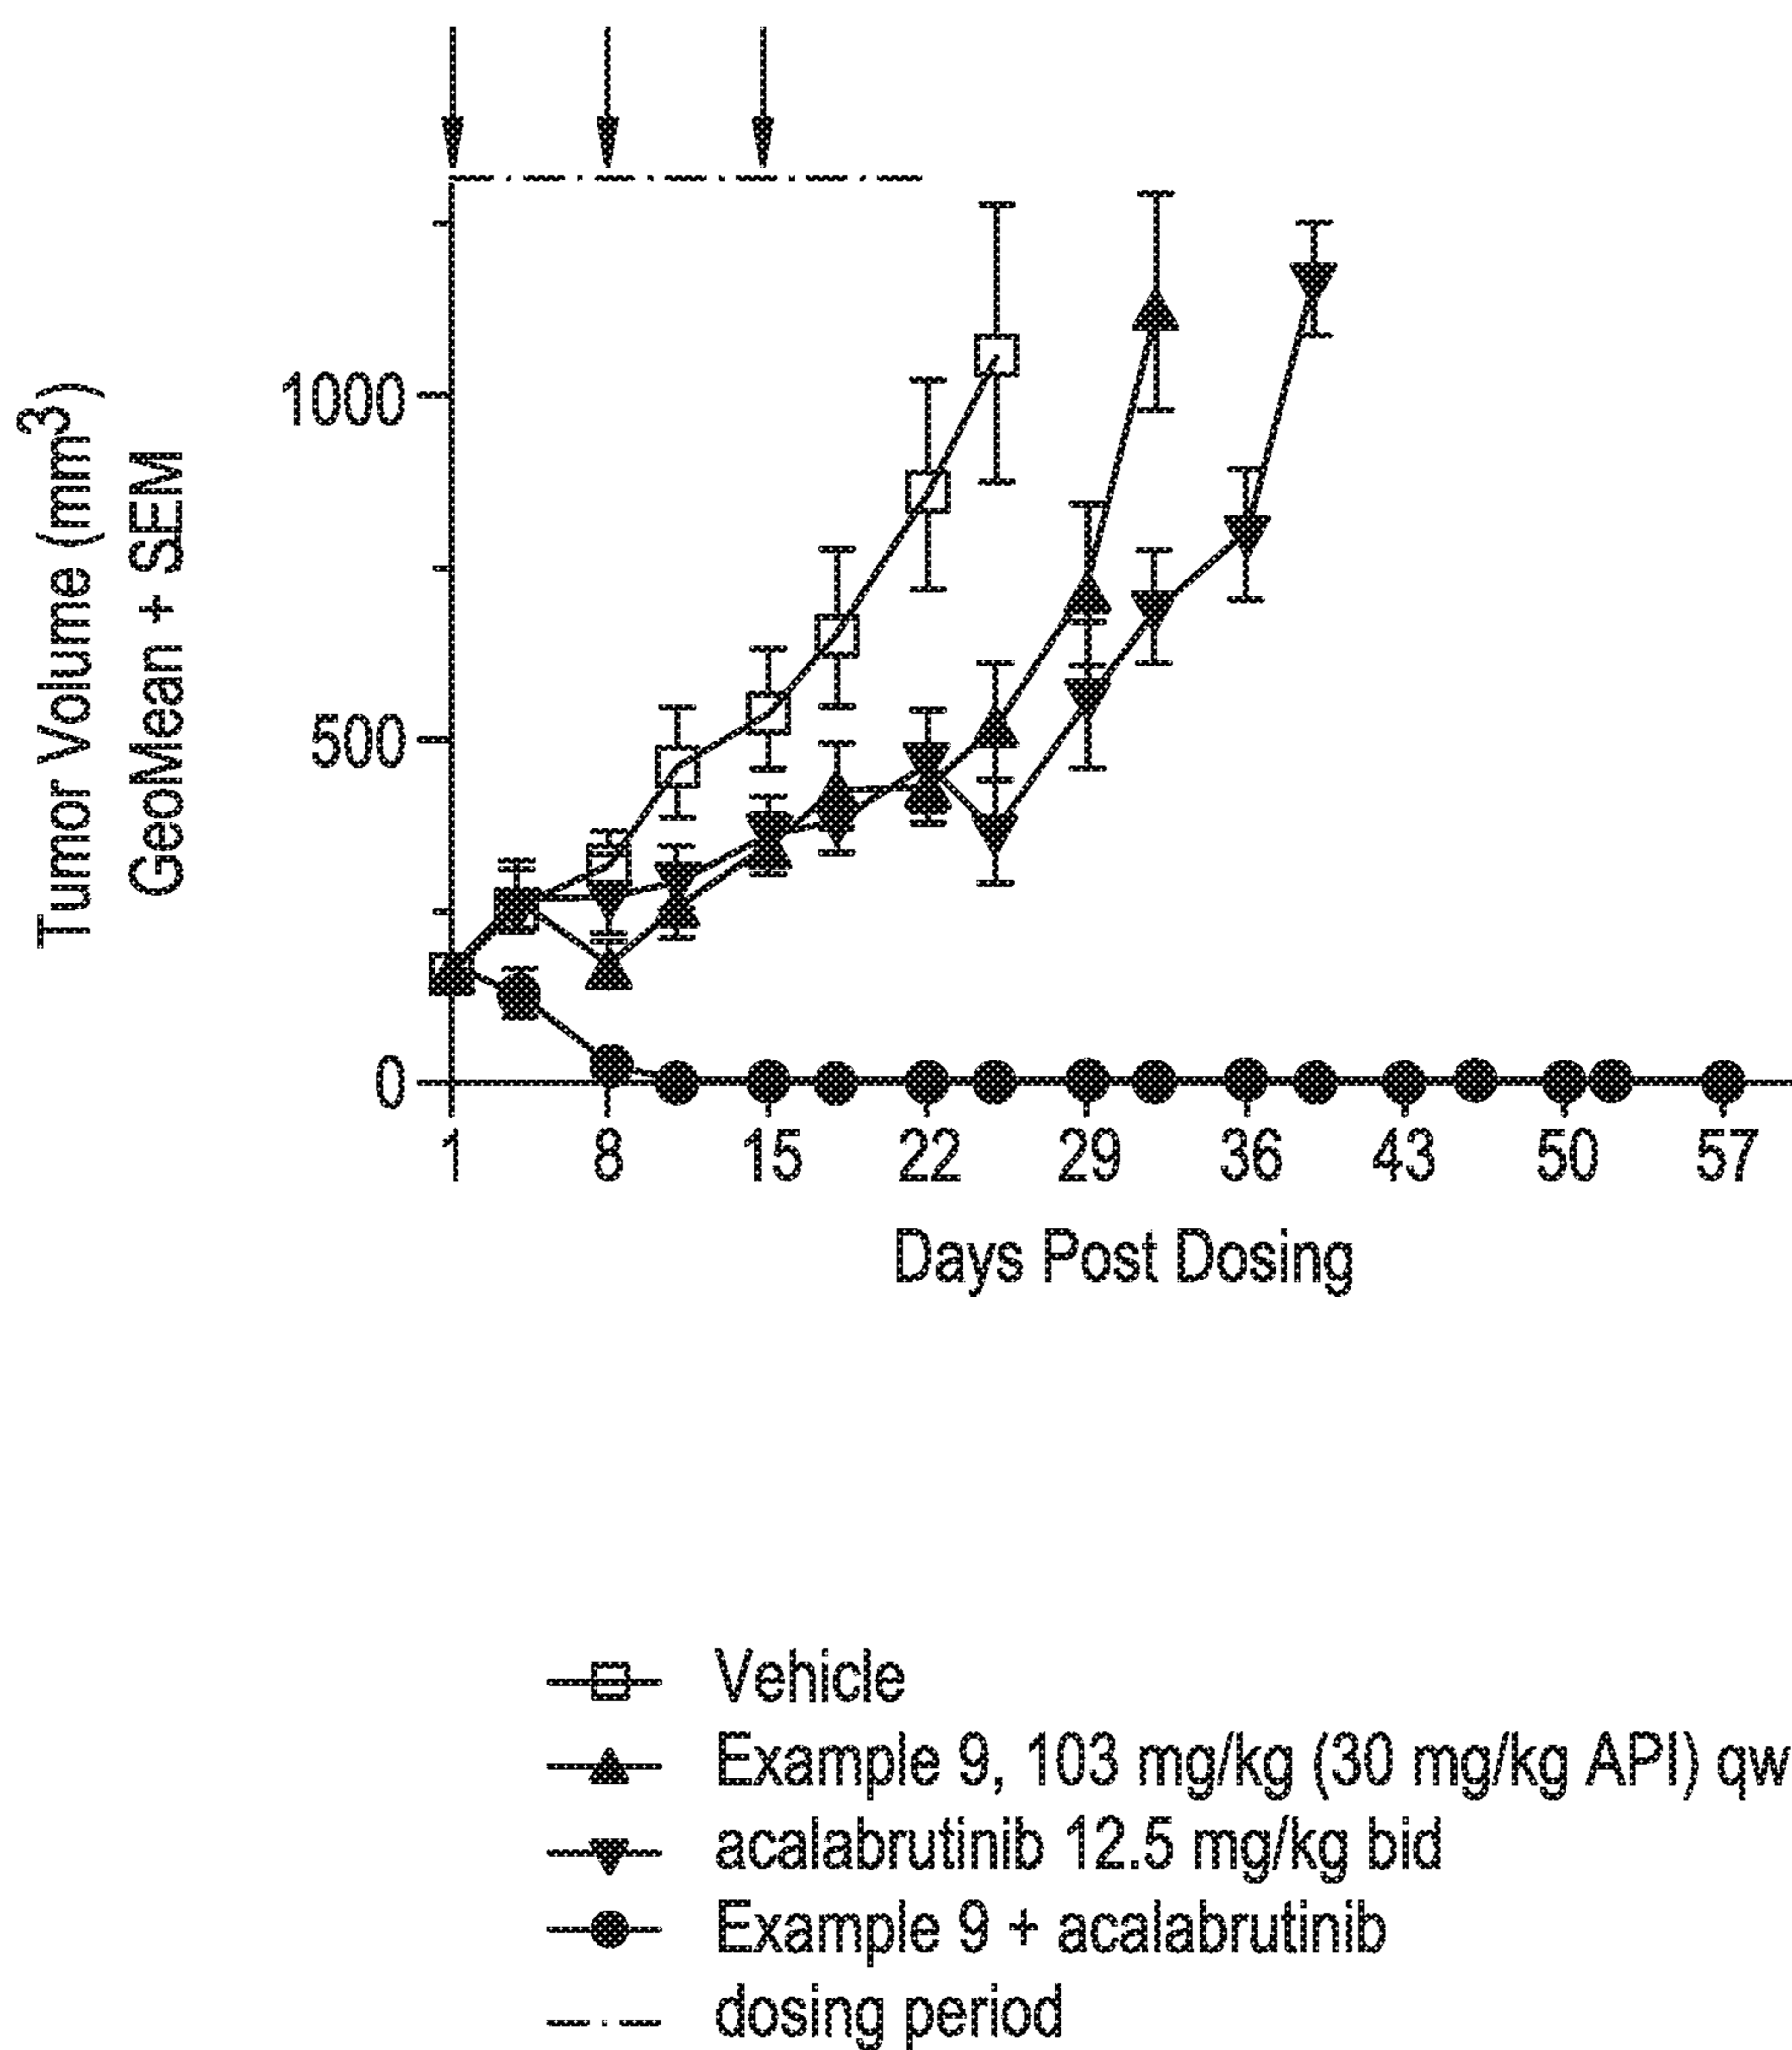 Tumor Volume (mm3)
GeoMean + SEM
1000
500
0
1 8 15 22 29 36 43 50 57
Days Post Dosing
Vehicle
Example 9, 103 mg/kg (30 mg/kg API) qw
acalabrutinib 12.5 mg/kg bid
Example 9 + acalabrutinib
dosing period